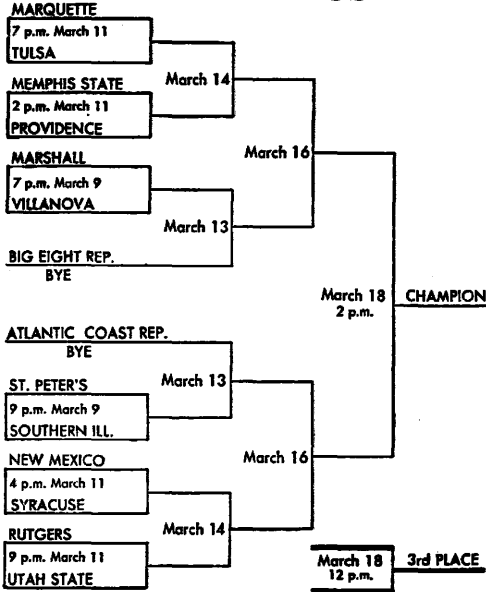 MARQUETTE
7 p.m. March 11
TULSA
March 14
MEMPHIS STATE
2 p.m. March 11
PROVIDENCE
March 16
MARSHALL
7 p.m. March 9
VILLANOVA
March 13
BIG EIGHT REP.
BYE
March 18
2 p.m.
CHAMPION
ATLANTIC COAST REP.
BYE
March 13
ST. PETER'S
9 p.m. March 9
SOUTHERN ILL.
March 16
NEW MEXICO
4 p.m. March 11
SYRACUSE
March 14
RUTGERS
9 p.m. March 11
UTAH STATE
March 18
12 p.m.
3rd PLACE